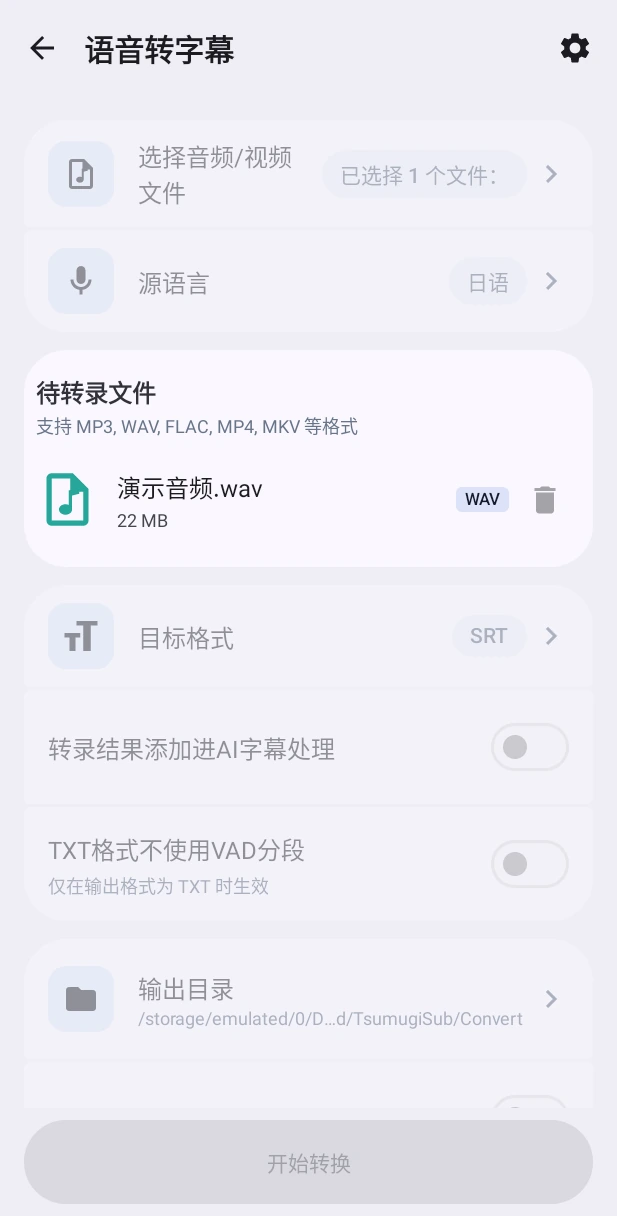 语音转字幕
选择音频/视频
文件
已选择 1 个文件：
源语言
日语
待转录文件
支持 MP3, WAV, FLAC, MP4, MKV 等格式
演示音频.wav
WAV
22 MB
目标格式
SRT
转录结果添加进AI字幕处理
TXT格式不使用VAD分段
仅在输出格式为 TXT 时生效
输出目录
/storage/emulated/0/D…d/TsumugiSub/Convert
开始转换